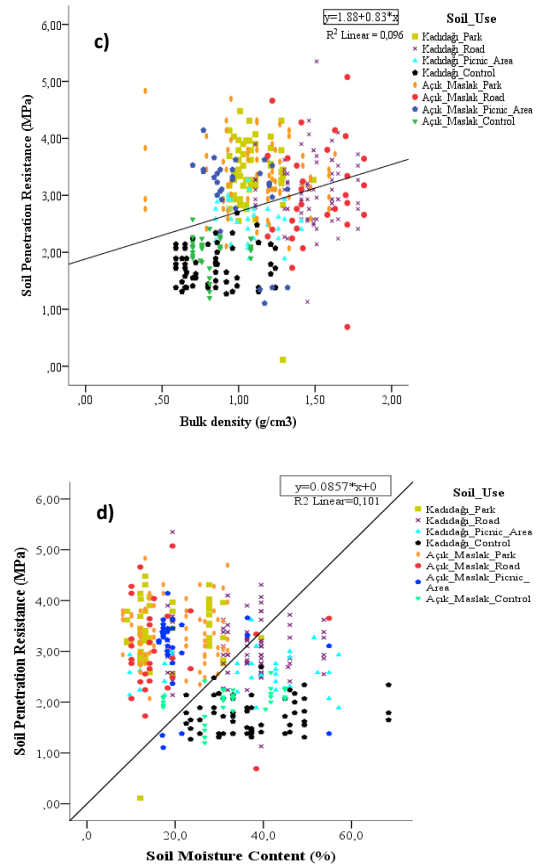 c)
y=1.88+0.83*x
R² Linear = 0,096
Soil_Use
Kadıdağı_Park
Kadıdağı_Road
Kadıdağı_Picnic_Area
Kadıdağı_Control
Açık_Maslak_Park
Açık_Maslak_Road
Açık_Maslak_Picnic_Area
Açık_Maslak_Control
Soil Penetration Resistance (MPa)
6,00
5,00
4,00
3,00
2,00
1,00
,00
,00 ,50 1,00 1,50 2,00
Bulk density (g/cm3)
d)
y=0.0857*x+0
R2 Linear=0,101
Soil_Use
Kadıdağı_Park
Kadıdağı_Road
Kadıdağı_Picnic_Area
Kadıdağı_Control
Açık_Maslak_Park
Açık_Maslak_Road
Açık_Maslak_Picnic_
Area
Açık_Maslak_Control
Soil Penetration Resistance (MPa)
6,00
5,00
4,00
3,00
2,00
1,00
,00
,0 20,0 40,0 60,0
Soil Moisture Content (%)